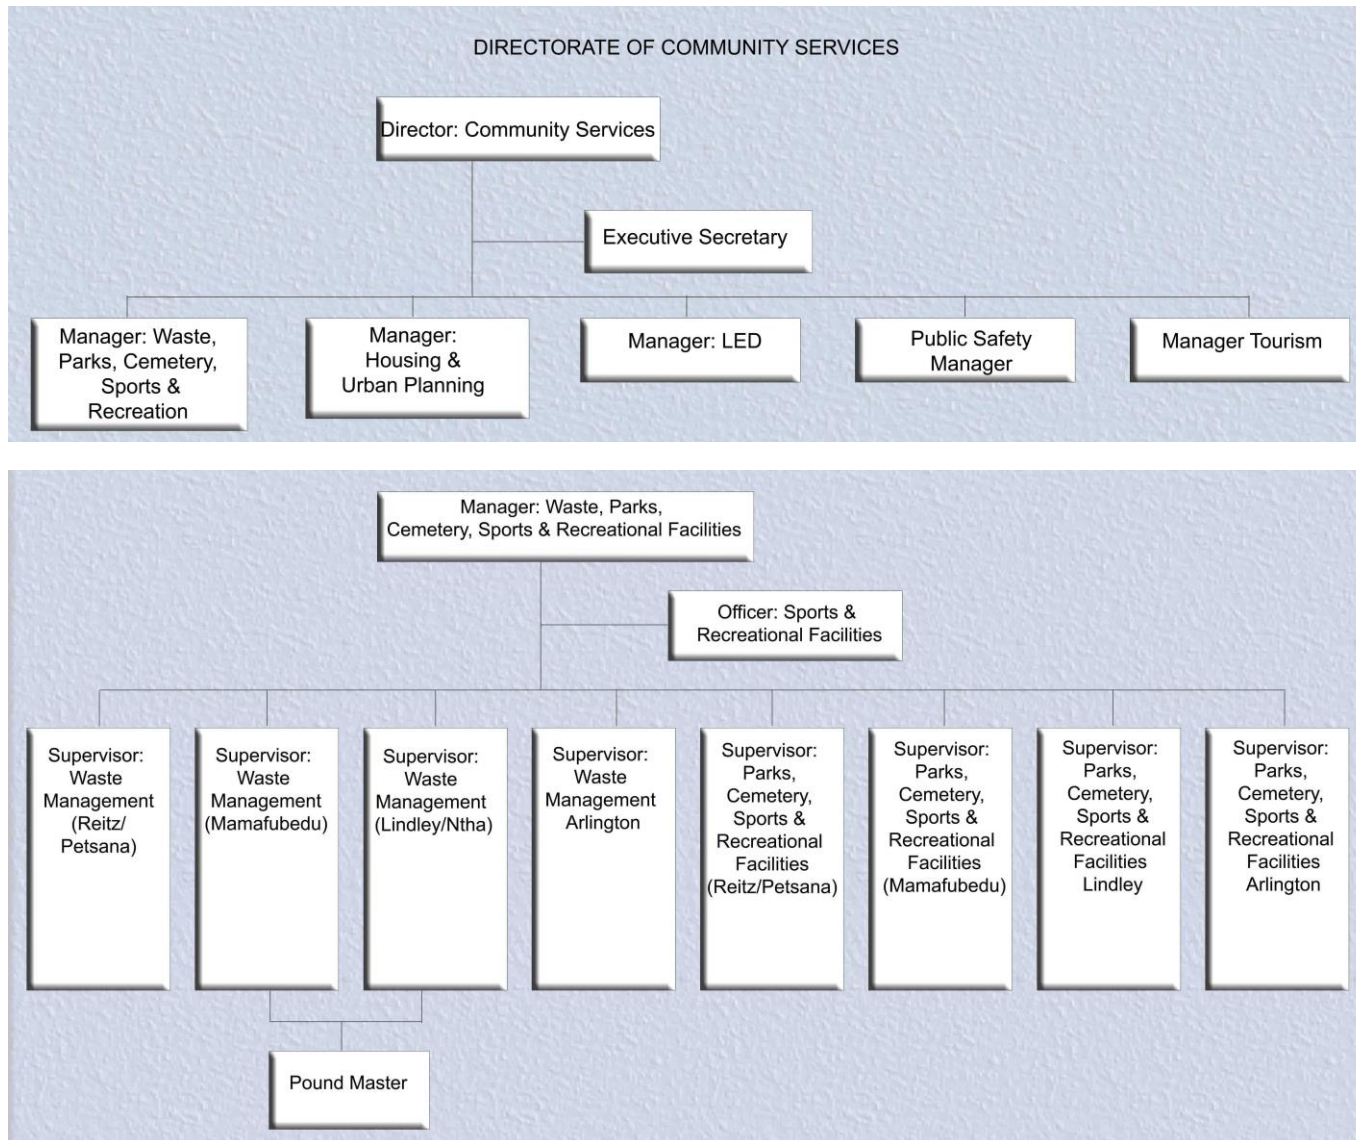 DIRECTORATE OF COMMUNITY SERVICES
Director: Community Services
Executive Secretary
Manager: Waste,
Parks, Cemetery,
Sports &
Recreation
Manager:
Housing &
Urban Planning
Manager: LED
Public Safety
Manager
Manager Tourism
Manager: Waste, Parks,
Cemetery, Sports & Recreational Facilities
Officer: Sports &
Recreational Facilities
Supervisor:
Waste
Management
(Reitz/
Petsana)
Supervisor:
Waste
Management
(Mamafubedu)
Supervisor:
Waste
Management
(Lindley/Ntha)
Supervisor:
Waste
Management
Arlington
Supervisor:
Parks,
Cemetery,
Sports &
Recreational
Facilities
(Reitz/Petsana)
Supervisor:
Parks,
Cemetery,
Sports &
Recreational
Facilities
(Mamafubedu)
Supervisor:
Parks,
Cemetery,
Sports &
Recreational
Facilities
Lindley
Supervisor:
Parks,
Cemetery,
Sports &
Recreational
Facilities
Arlington
Pound Master